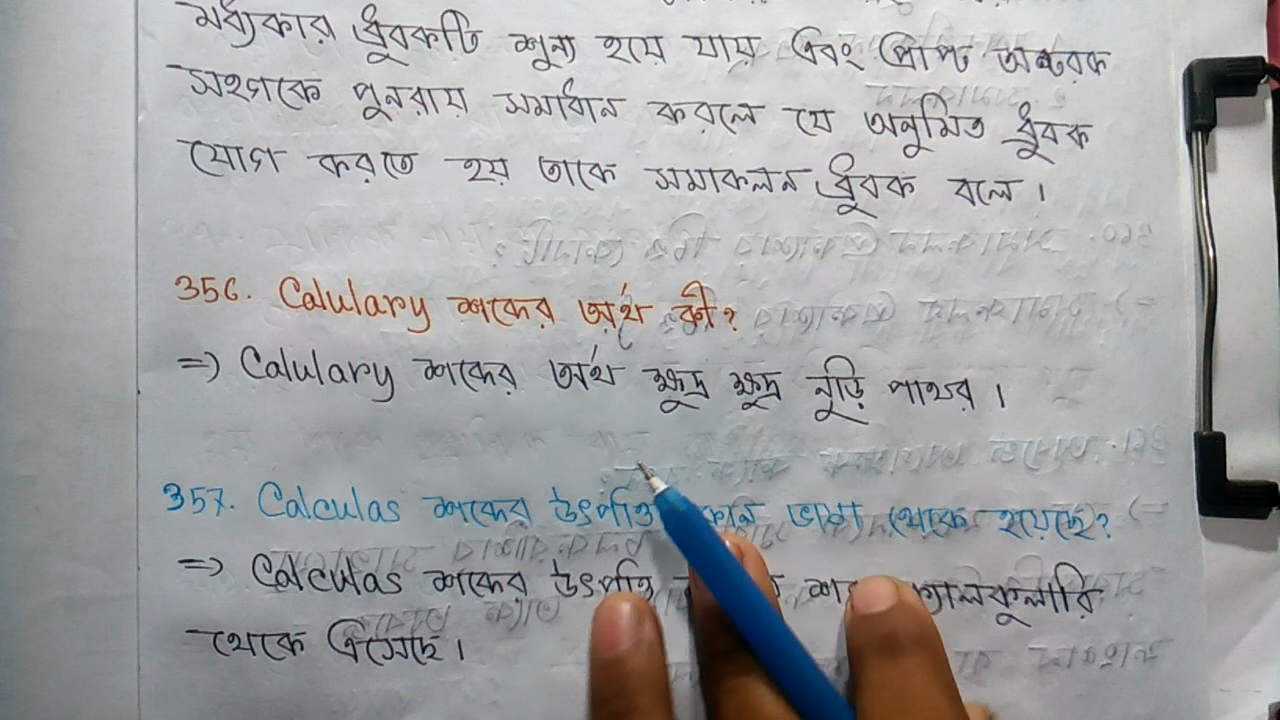 মধ্যকার ধ্রুবকটি শূন্য হয়ে যায় এবং প্রাপ্ত অন্তরক
সহগকে পুনরায় সমাধান করলে যে অনুমিত ধ্রুবক
যোগ করতে হয় তাকে সমাকলন ধ্রুবক বলে।
356. Calulary শব্দের অর্থ কী?
=> Calulary শব্দের অর্থ ক্ষুদ্র ক্ষুদ্র নুড়ি পাথর।
357. Calculas শব্দের উৎপত্তি কোন ভাষা থেকে হয়েছে?
=> Calculas শব্দের উৎপত্তি ক্যালকুলারি
থেকে এসেছে।